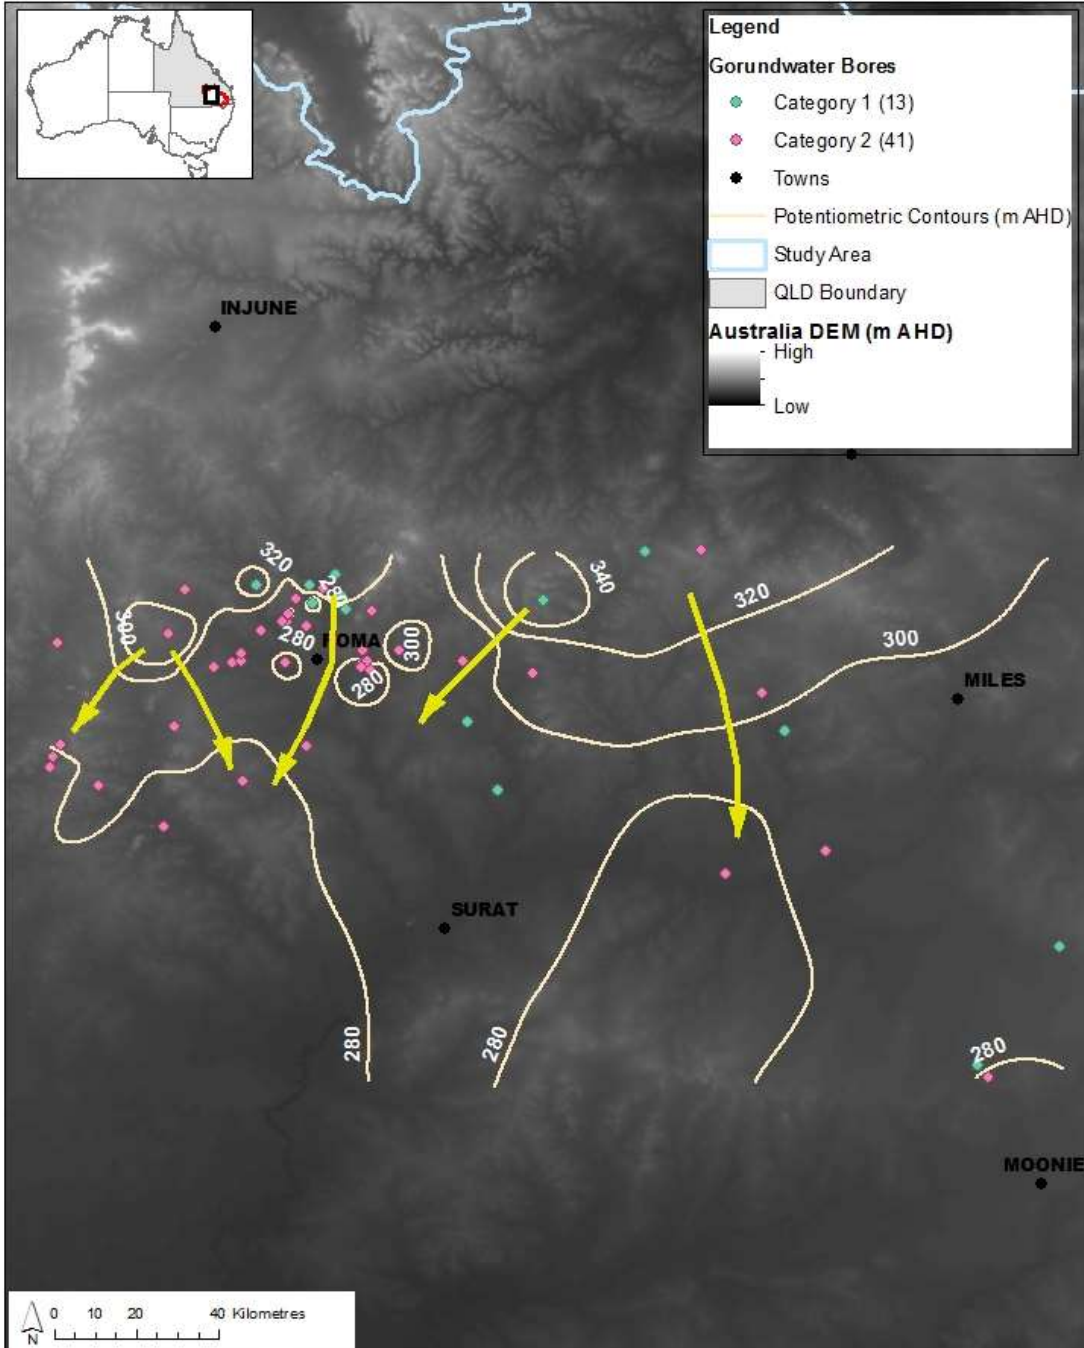 Legend
Gorundwater Bores
Category 1 (13)
Category 2 (41)
Towns
Potentiometric Contours (m AHD)
Study Area
QLD Boundary
Australia DEM (m AHD)
High
Low
INJUNE
320
340
280
320
300
300
280
ROMA
300
280
MILES
SURAT
280
280
280
MOONIE
0 10 20 40 Kilometres
N